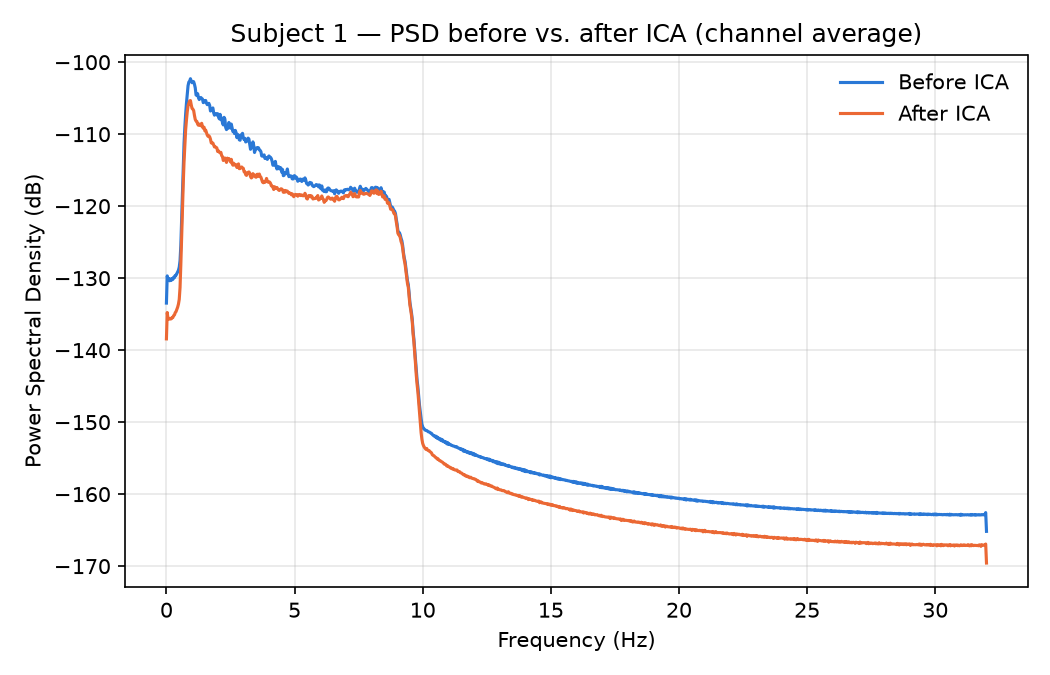 Subject 1 — PSD before vs. after ICA (channel average)
Before ICA
After ICA
Power Spectral Density (dB)
−100
−110
−120
−130
−140
−150
−160
−170
0 5 10 15 20 25 30
Frequency (Hz)